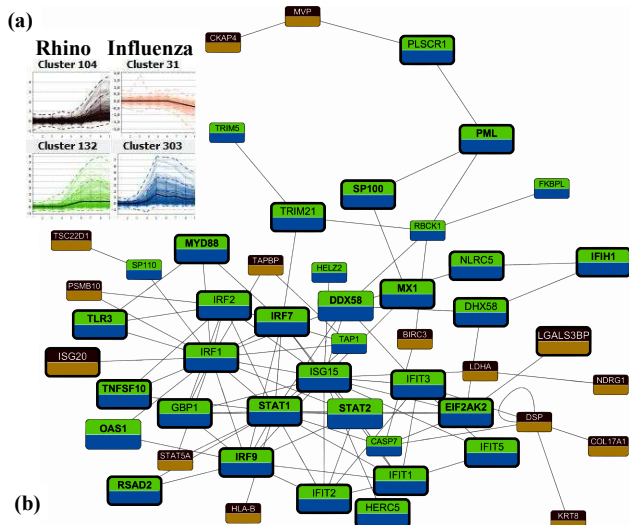 (a)
Rhino Influenza
Cluster 104 Cluster 31
Cluster 132 Cluster 303
MVP
CKAP4
PLSCR1
TRIM5
PML
SP100
FKBPL
TRIM21
RBCK1
TSC22D1
MYD88
TAPBP
SP110
HELZ2
NLRC5
IFIH1
PSMB10
IRF2
DDX58
MX1
DHX58
TLR3
IRF7
LGALS3BP
TAP1
BIRC3
ISG20
IRF1
ISG15
LDHA
NDRG1
TNFSF10
IFIT3
GBP1
STAT1
STAT2
EIF2AK2
DSP
OAS1
CASP7
COL17A1
STAT5A
IRF9
IFIT5
IFIT1
RSAD2
IFIT2
HERC5
HLA-B
KRT8
(b)